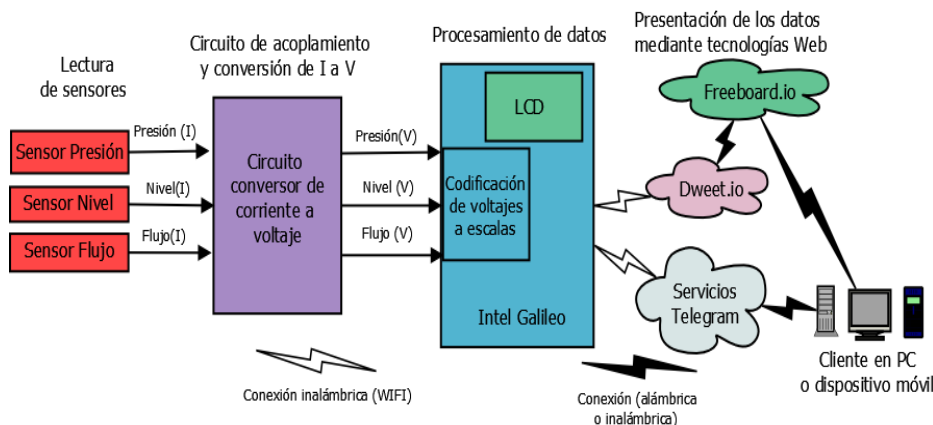 Lectura
de sensores
Circuito de acoplamiento
y conversión de I a V
Procesamiento de datos
Presentación de los datos
mediante tecnologías Web
Sensor Presión
Sensor Nivel
Sensor Flujo
Presión (I)
Nivel(I)
Flujo(I)
Circuito
conversor de
corriente a
voltaje
Presión(V)
Nivel (V)
Flujo (V)
LCD
Codificación
de voltajes
a escalas
Intel Galileo
Freeboard.io
Dweet.io
Servicios
Telegram
Cliente en PC
o dispositivo móvil
Conexión inalámbrica (WIFI)
Conexión (alámbrica
o inalámbrica)